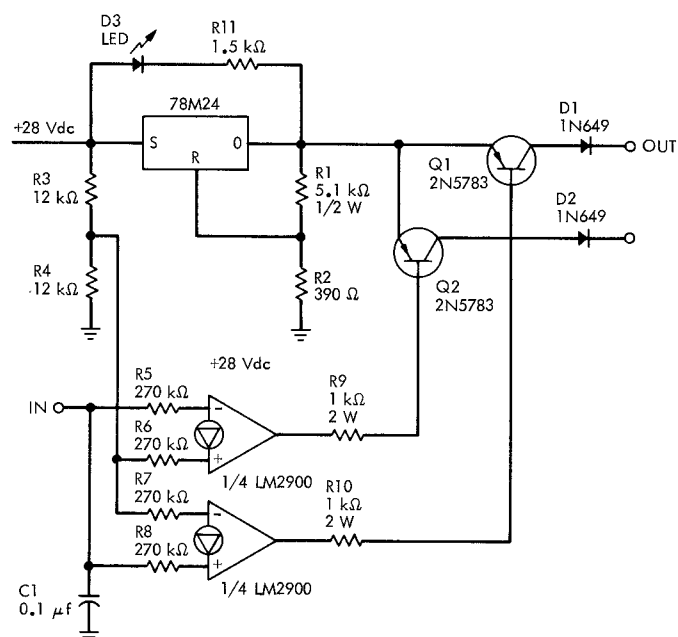 D3
LED
R11
1.5 kΩ
78M24
+28 Vdc
S
O
R
R3
12 kΩ
R1
5.1 kΩ
1/2 W
Q1
2N5783
D1
1N649
OUT
R4
12 kΩ
R2
390 Ω
Q2
2N5783
D2
1N649
+28 Vdc
R5
270 kΩ
IN
-
R9
1 kΩ
2 W
R6
270 kΩ
+
1/4 LM2900
R7
270 kΩ
-
R10
1 kΩ
2 W
R8
270 kΩ
+
1/4 LM2900
C1
0.1 μf